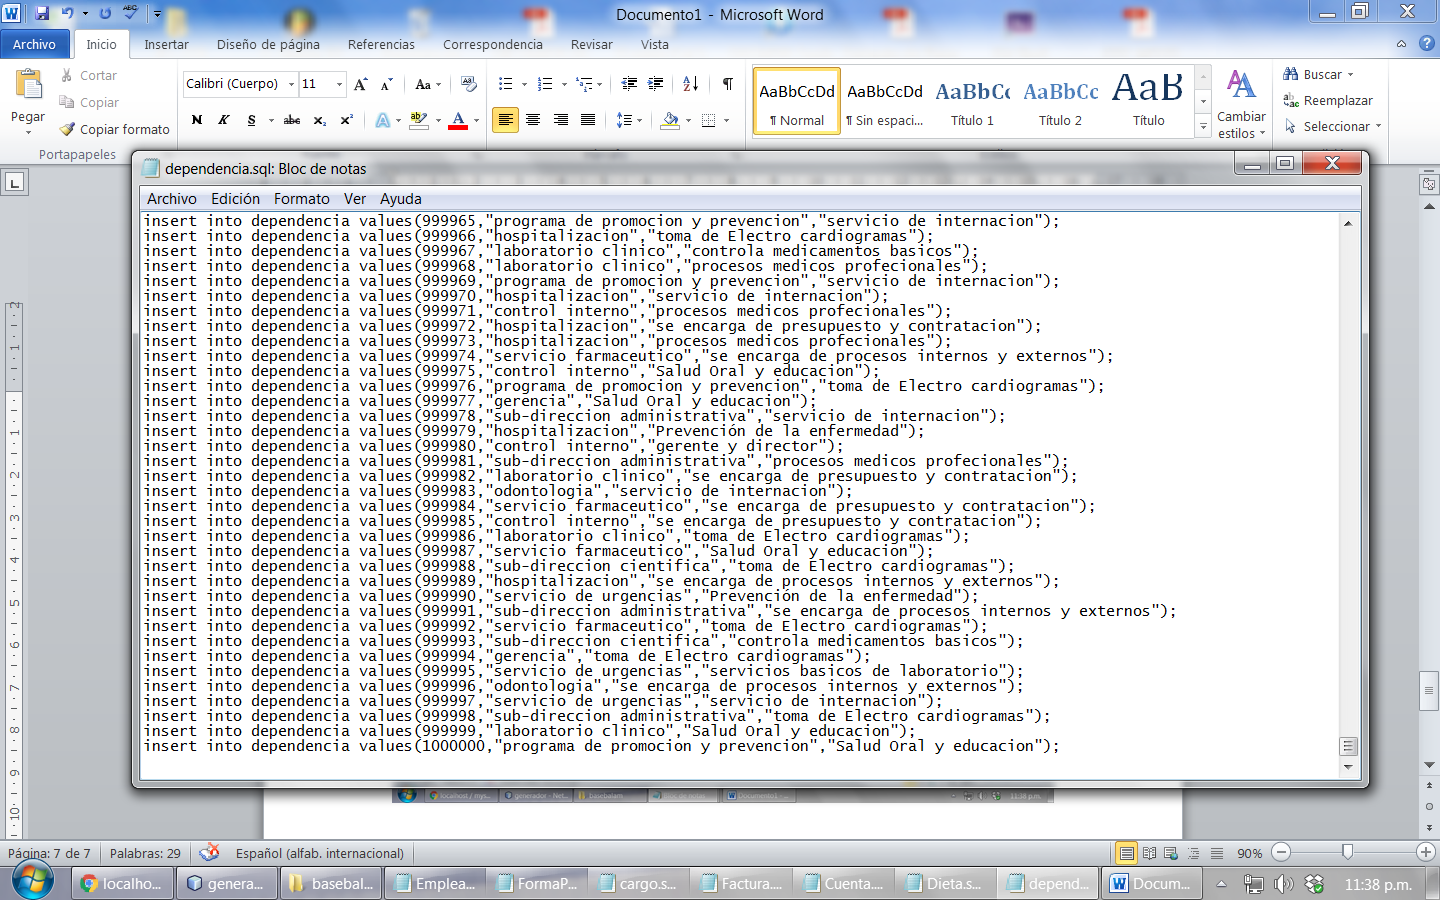 Documento1 - Microsoft Word
Archivo Inicio Insertar Diseño de página Referencias Correspondencia Revisar Vista
Pegar
Cortar
Copiar
Copiar formato
Portapapeles
Calibri (Cuerpo) 11
N K S abc x₂ x²
AaBbCcDd AaBbCcDd AaBbCc AaBbCc AaB
¶ Normal ¶ Sin espaci... Título 1 Título 2 Título
Cambiar estilos
Buscar
Reemplazar
Seleccionar
dependencia.sql: Bloc de notas
Archivo Edición Formato Ver Ayuda
insert into dependencia values(999965,"programa de promocion y prevencion","servicio de internacion");
insert into dependencia values(999966,"hospitalizacion","toma de Electro cardiogramas");
insert into dependencia values(999967,"laboratorio clinico","controla medicamentos basicos");
insert into dependencia values(999968,"laboratorio clinico","procesos medicos profecionales");
insert into dependencia values(999969,"programa de promocion y prevencion","servicio de internacion");
insert into dependencia values(999970,"hospitalizacion","servicio de internacion");
insert into dependencia values(999971,"control interno","procesos medicos profecionales");
insert into dependencia values(999972,"hospitalizacion","se encarga de presupuesto y contratacion");
insert into dependencia values(999973,"hospitalizacion","procesos medicos profecionales");
insert into dependencia values(999974,"servicio farmaceutico","se encarga de procesos internos y externos");
insert into dependencia values(999975,"control interno","Salud Oral y educacion");
insert into dependencia values(999976,"programa de promocion y prevencion","toma de Electro cardiogramas");
insert into dependencia values(999977,"gerencia","Salud Oral y educacion");
insert into dependencia values(999978,"sub-direccion administrativa","servicio de internacion");
insert into dependencia values(999979,"hospitalizacion","Prevención de la enfermedad");
insert into dependencia values(999980,"control interno","gerente y director");
insert into dependencia values(999981,"sub-direccion administrativa","procesos medicos profecionales");
insert into dependencia values(999982,"laboratorio clinico","se encarga de presupuesto y contratacion");
insert into dependencia values(999983,"odontologia","servicio de internacion");
insert into dependencia values(999984,"servicio farmaceutico","se encarga de presupuesto y contratacion");
insert into dependencia values(999985,"control interno","se encarga de presupuesto y contratacion");
insert into dependencia values(999986,"laboratorio clinico","toma de Electro cardiogramas");
insert into dependencia values(999987,"servicio farmaceutico","Salud Oral y educacion");
insert into dependencia values(999988,"sub-direccion cientifica","toma de Electro cardiogramas");
insert into dependencia values(999989,"hospitalizacion","se encarga de procesos internos y externos");
insert into dependencia values(999990,"servicio de urgencias","Prevención de la enfermedad");
insert into dependencia values(999991,"sub-direccion administrativa","se encarga de procesos internos y externos");
insert into dependencia values(999992,"servicio farmaceutico","toma de Electro cardiogramas");
insert into dependencia values(999993,"sub-direccion cientifica","controla medicamentos basicos");
insert into dependencia values(999994,"gerencia","toma de Electro cardiogramas");
insert into dependencia values(999995,"servicio de urgencias","servicios basicos de laboratorio");
insert into dependencia values(999996,"odontologia","se encarga de procesos internos y externos");
insert into dependencia values(999997,"servicio de urgencias","servicio de internacion");
insert into dependencia values(999998,"sub-direccion administrativa","toma de Electro cardiogramas");
insert into dependencia values(999999,"laboratorio clinico","Salud Oral y educacion");
insert into dependencia values(1000000,"programa de promocion y prevencion","Salud Oral y educacion");
Página: 7 de 7 Palabras: 29 Español (alfab. internacional) 90%
localho... genera... basebal... Emplea... FormaP... cargo.s... Factura.... Cuenta.... Dieta.s... depend... Docum... 11:38 p.m.